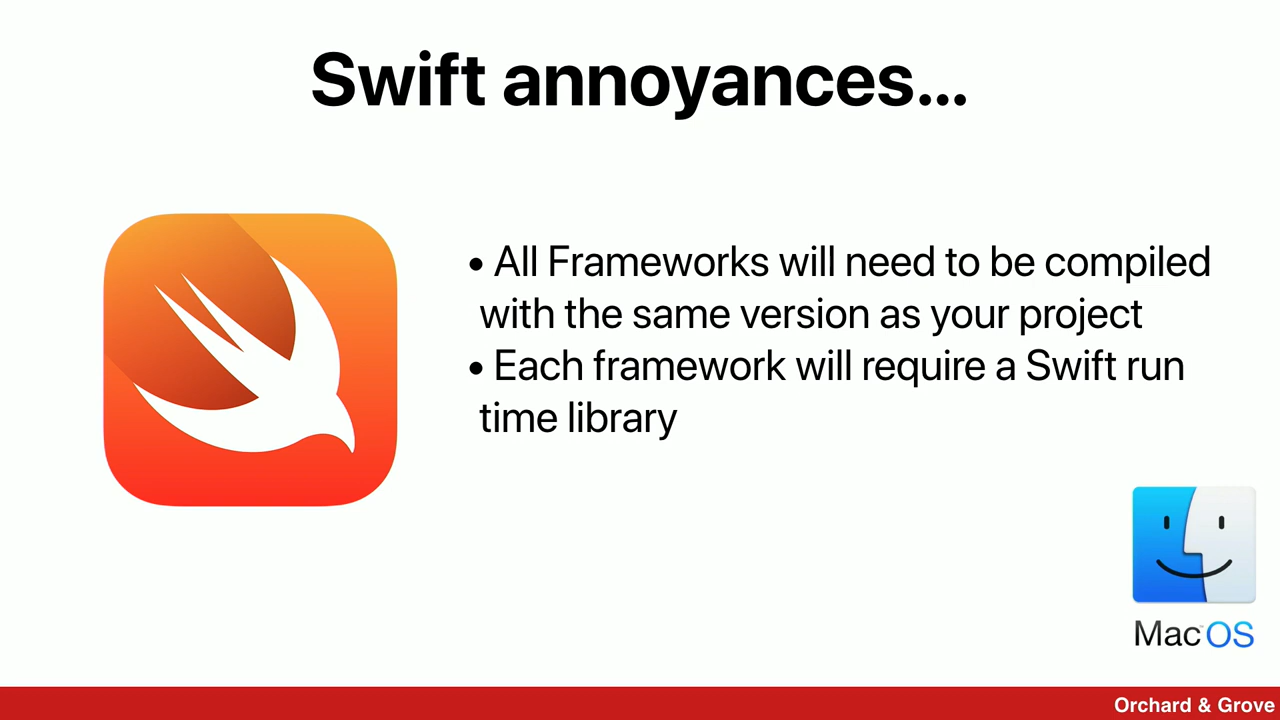 Swift annoyances...
• All Frameworks will need to be compiled
with the same version as your project
• Each framework will require a Swift run
time library
Mac™OS
Orchard & Grove